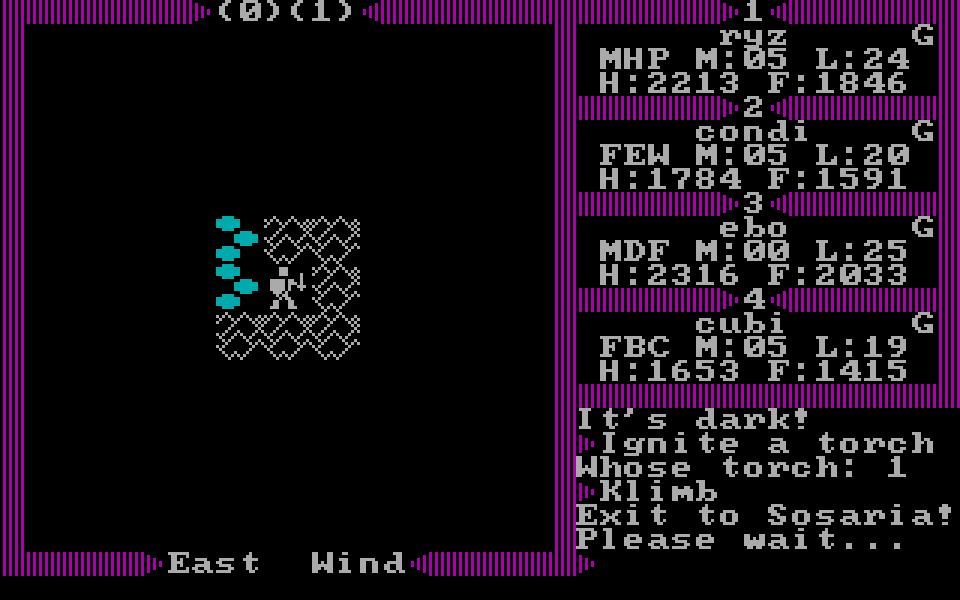 (0)(1)
East Wind
1
ryz G
MHP M:05 L:24
H:2213 F:1846
2
condi G
FEW M:05 L:20
H:1784 F:1591
3
ebo G
MDF M:00 L:25
H:2316 F:2033
4
cubi G
FBC M:05 L:19
H:1653 F:1415
It's dark!
Ignite a torch
Whose torch: 1
Klimb
Exit to Sosaria!
Please wait...